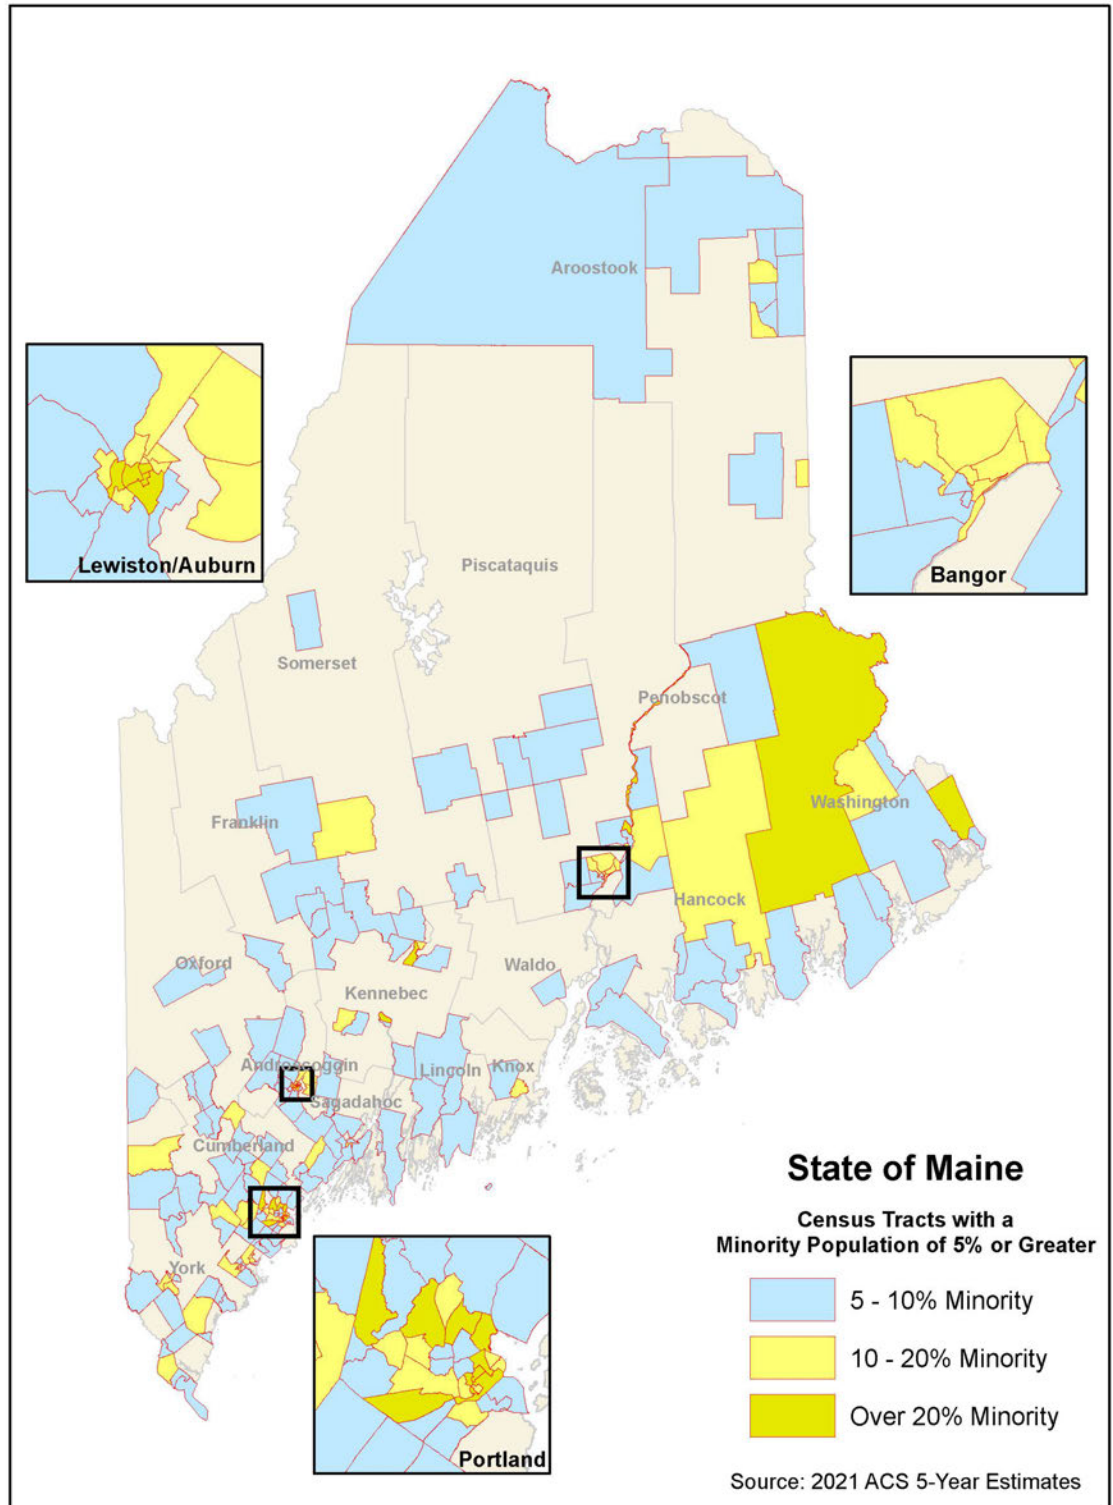 Aroostook
Lewiston/Auburn
Bangor
Piscataquis
Somerset
Penobscot
Washington
Franklin
Hancock
Oxford
Waldo
Kennebec
Androscoggin
Lincoln
Knox
Sagadahoc
Cumberland
York
Portland
State of Maine
Census Tracts with a
Minority Population of 5% or Greater
5 - 10% Minority
10 - 20% Minority
Over 20% Minority
Source: 2021 ACS 5-Year Estimates